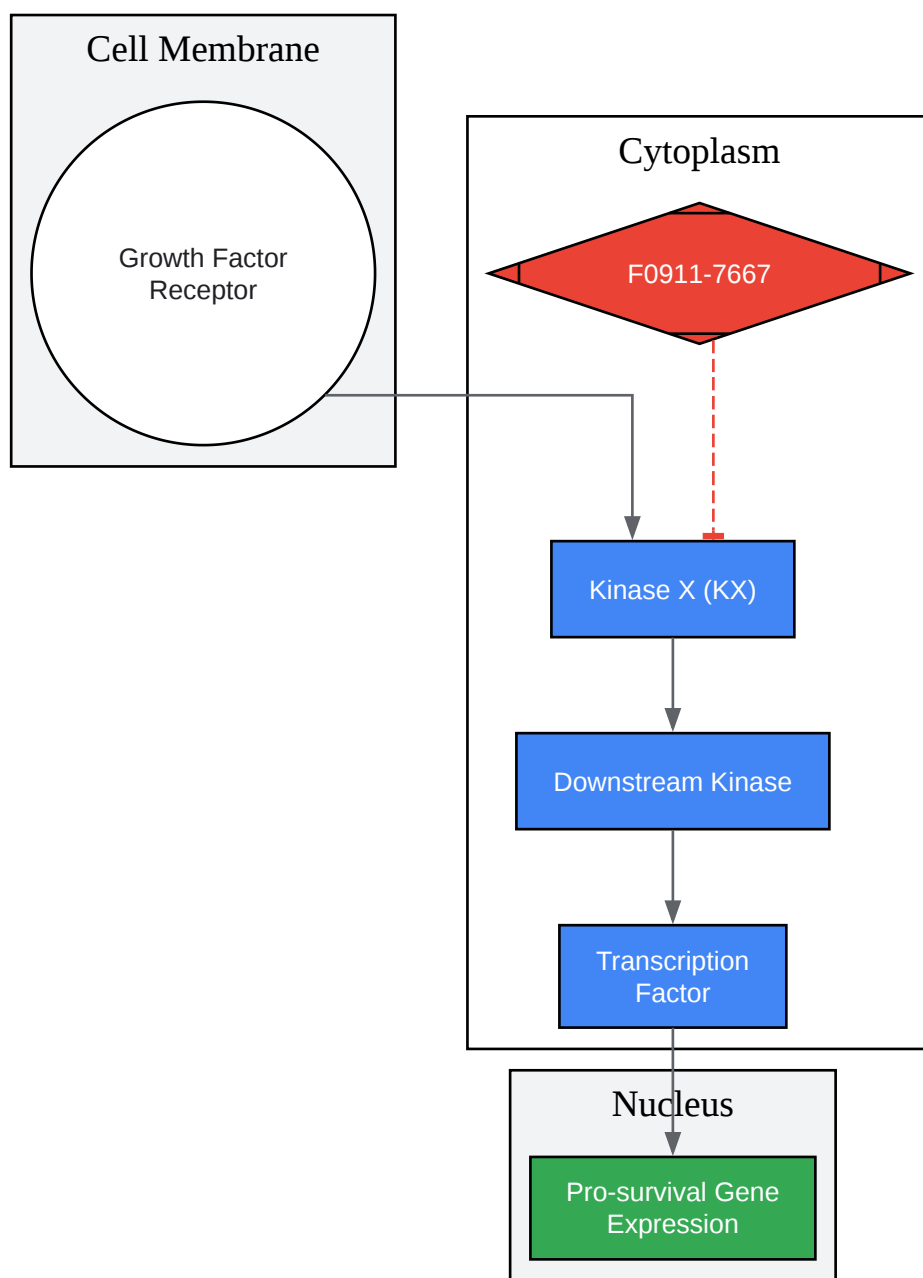 Cell Membrane
Growth Factor
Receptor
Cytoplasm
F0911-7667
Kinase X (KX)
Downstream Kinase
Transcription
Factor
Nucleus
Pro-survival Gene
Expression